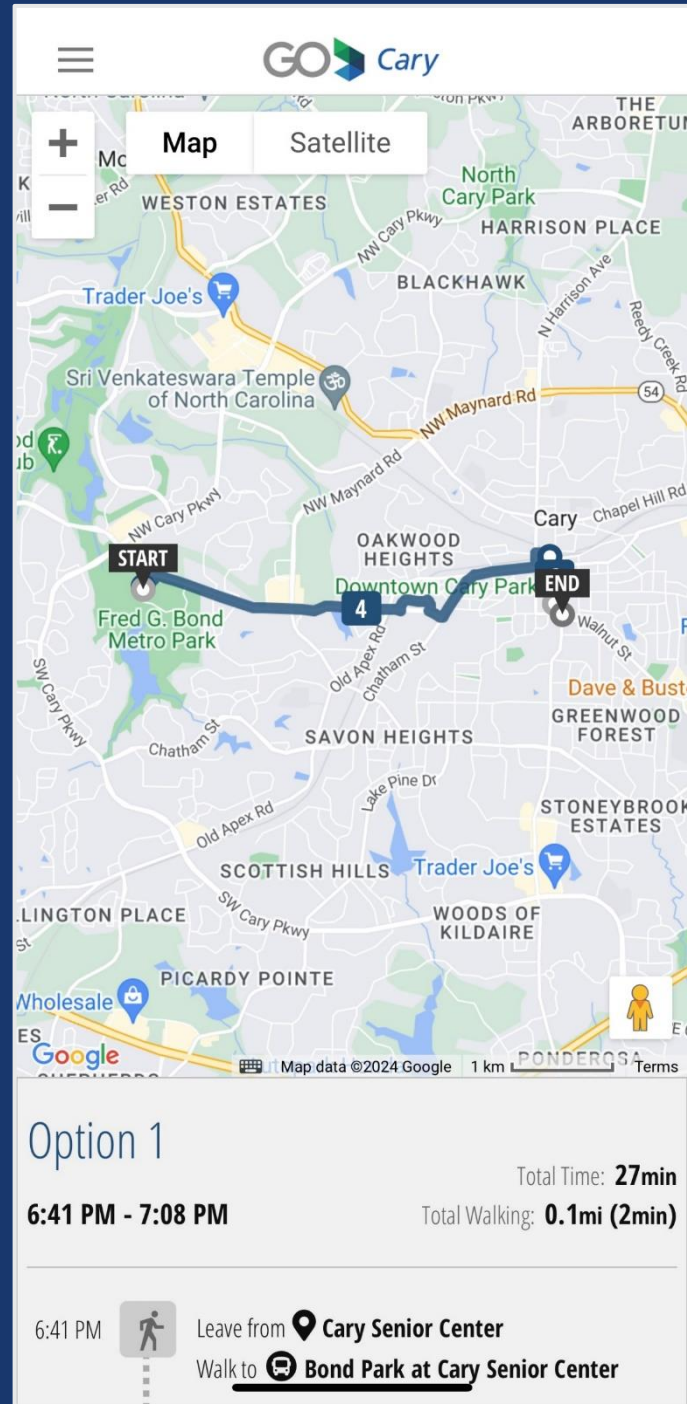 GO Cary
THE
ARBORETUM
Map
Satellite
WESTON ESTATES
North
Cary Park
NW Cary Pkwy
HARRISON PLACE
Trader Joe's
BLACKHAWK
N Harrison Ave
Reedy Creek Rd
Sri Venkateswara Temple
of North Carolina
54
NW Maynard Rd
NW Maynard Rd
NW Cary Pkwy
Cary
Chapel Hill Rd
OAKWOOD
HEIGHTS
START
Downtown Cary Park
END
4
Fred G. Bond
Metro Park
Walnut St
Old Apex Rd
Chatham St
SW Cary Pkwy
Dave & Bust
GREENWOOD
FOREST
Chatham St
SAVON HEIGHTS
Lake Pine Dr
STONEYBROOK
ESTATES
Old Apex Rd
SCOTTISH HILLS
Trader Joe's
LINGTON PLACE
SW Cary Pkwy
WOODS OF
KILDAIRE
PICARDY POINTE
Wholesale
Google
Map data ©2024 Google
1 km
PONDEROSA
Terms
Option 1
Total Time: 27min
6:41 PM - 7:08 PM
Total Walking: 0.1mi (2min)
6:41 PM
Leave from Cary Senior Center
Walk to Bond Park at Cary Senior Center